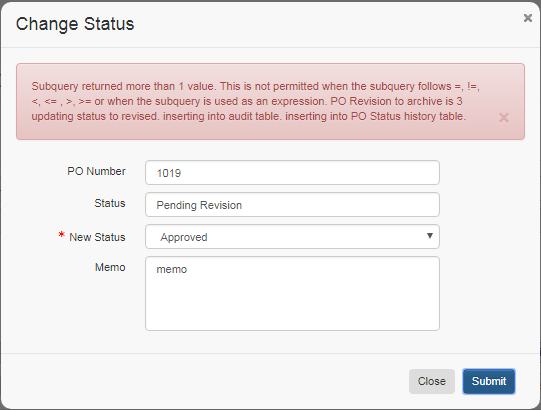 Change Status
×
Subquery returned more than 1 value. This is not permitted when the subquery follows =, !=,
<, <= , >, >= or when the subquery is used as an expression. PO Revision to archive is 3
updating status to revised. inserting into audit table. inserting into PO Status history table.
×
PO Number 1019
Status Pending Revision
* New Status Approved
Memo memo
Close Submit